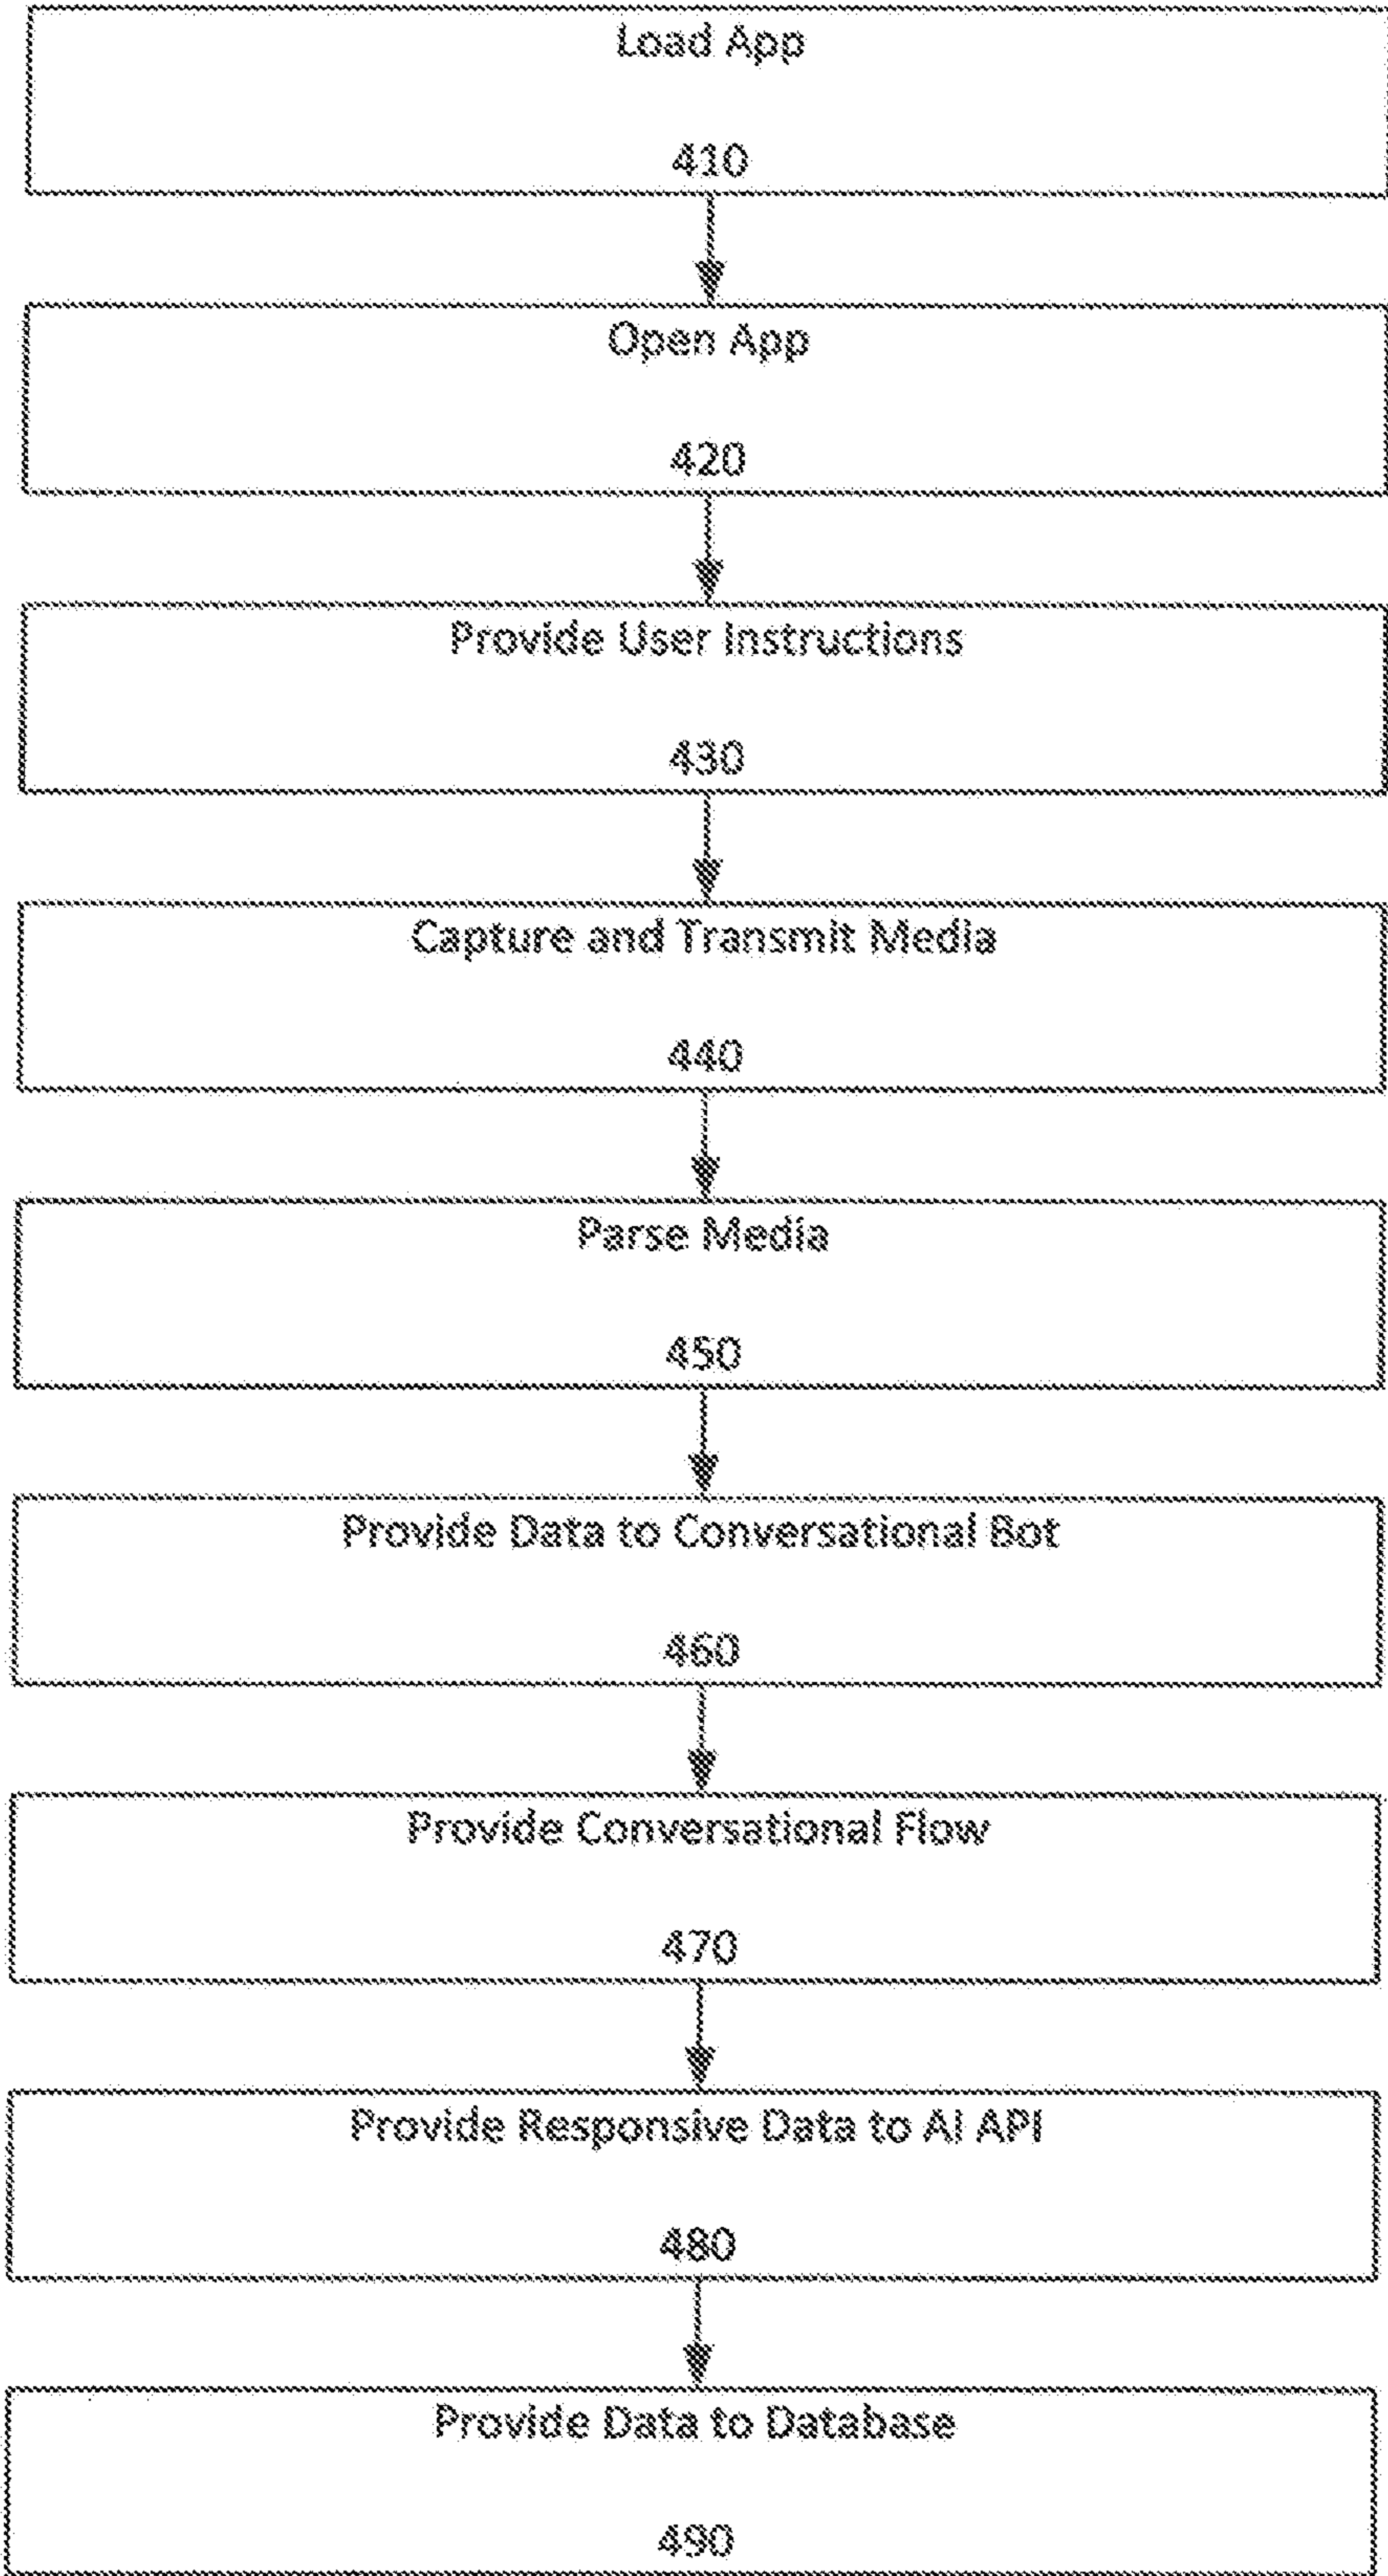 Load App
410
Open App
420
Provide User Instructions
430
Capture and Transmit Media
440
Parse Media
450
Provide Data to Conversational Bot
460
Provide Conversational Flow
470
Provide Responsive Data to AI API
480
Provide Data to Database
490